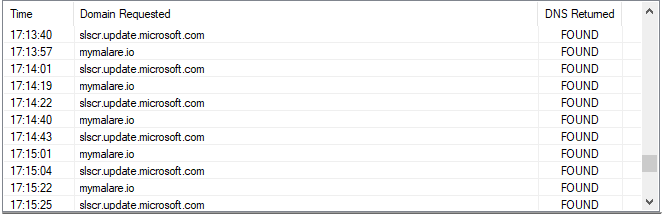 Time Domain Requested DNS Returned
17:13:40 slscr.update.microsoft.com FOUND
17:13:57 mymalare.io FOUND
17:14:01 slscr.update.microsoft.com FOUND
17:14:19 mymalare.io FOUND
17:14:22 slscr.update.microsoft.com FOUND
17:14:40 mymalare.io FOUND
17:14:43 slscr.update.microsoft.com FOUND
17:15:01 mymalare.io FOUND
17:15:04 slscr.update.microsoft.com FOUND
17:15:22 mymalare.io FOUND
17:15:25 slscr.update.microsoft.com FOUND